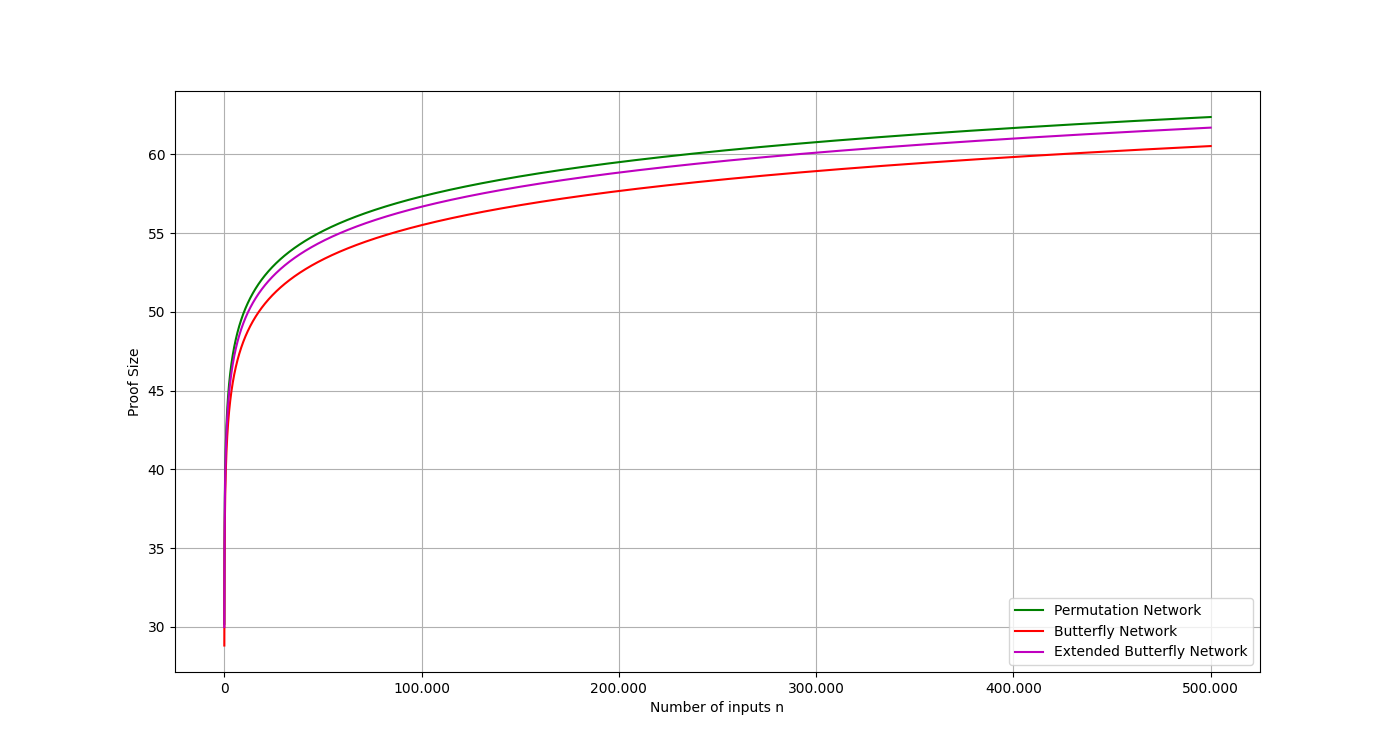 Proof Size
60
55
50
45
40
35
30
0
100.000
200.000
300.000
400.000
500.000
Number of inputs n
Permutation Network
Butterfly Network
Extended Butterfly Network